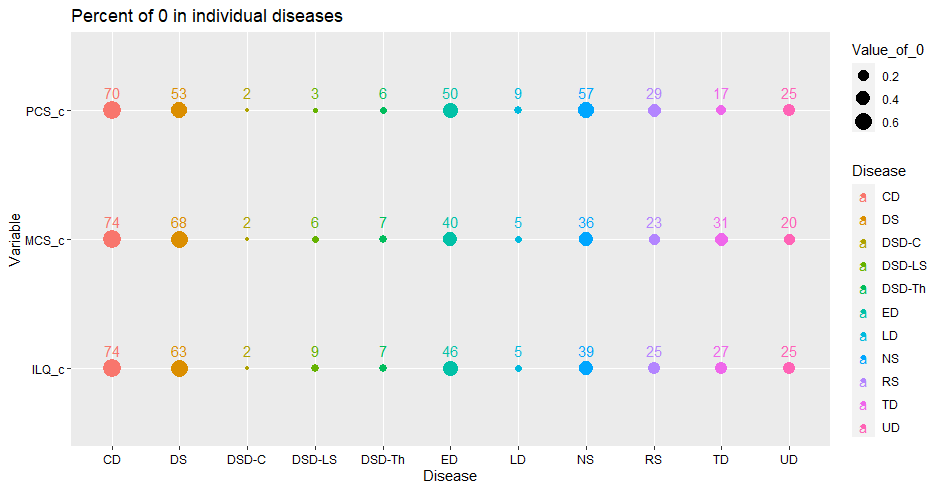 Percent of 0 in individual diseases
Variable
PCS_c
70 53 2 3 6 50 9 57 29 17 25
MCS_c
74 68 2 6 7 40 5 36 23 31 20
ILQ_c
74 63 2 9 7 46 5 39 25 27 25
CD DS DSD-C DSD-LS DSD-Th ED LD NS RS TD UD
Disease
Value_of_0
0.2
0.4
0.6
Disease
a CD
a DS
a DSD-C
a DSD-LS
a DSD-Th
a ED
a LD
a NS
a RS
a TD
a UD